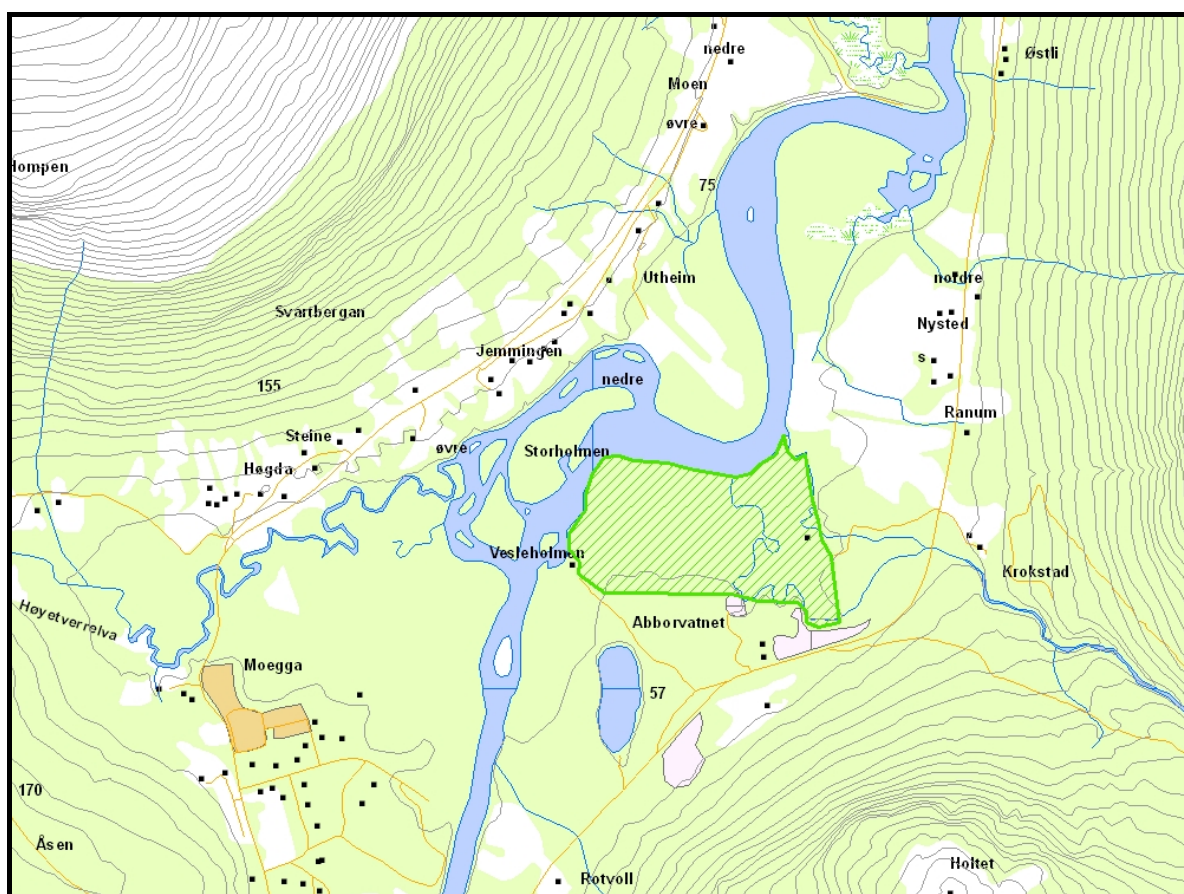 nedre
Østli
Moen
øvre
Hompen
75
Utheim
nordre
Svartbergan
Nysted
Jemmingen
s
nedre
155
Ranum
Steine
øvre
Storholmen
Høgda
N
Vesleholmen
Krokstad
Høyetverrelva
Abborvatnet
Moegga
57
170
Åsen
Holtet
Rotvoll